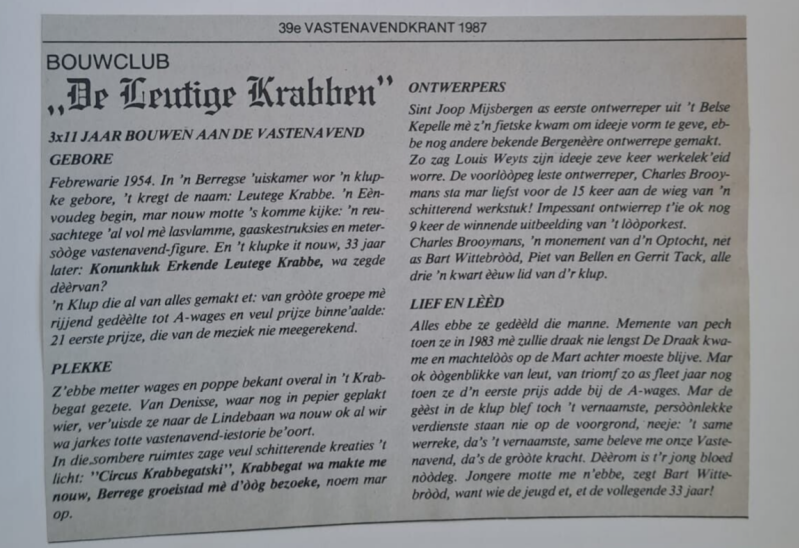 39e VASTENAVENDKRANT 1987
BOUWCLUB
„De Leutige Krabben”
3x11 JAAR BOUWEN AAN DE VASTENAVEND
GEBORE
Febrewarie 1954. In 'n Berregse 'uiskamer wor 'n klup-
ke gebore, 't kregt de naam: Leutege Krabbe. 'n Eèn-
voudeg begin, mar nouw motte 's komme kijke: 'n reu-
sachtege 'al vol mè lasvlamme, gaaskestruksies en meter-
sòòge vastenavend-figure. En 't klupke it nouw, 33 jaar
later: Konunkluk Erkende Leutege Krabbe, wa zegde
dèèrvan?
'n Klup die al van alles gemakt et: van gròòte groepe mè
rijjend gedèèlte tot A-wages en veul prijze binne'aalde:
21 eerste prijze, die van de meziek nie meegerekend.
PLEKKE
Z'ebbe metter wages en poppe bekant overal in 't Krab-
begat gezete. Van Denisse, waar nog in pepier geplakt
wier, ver'uisde ze naar de Lindebaan wa nouw ok al wir
wa jarkes totte vastenavend-iestorie be'oort.
In die sombere ruimtes zage veul schitterende kreaties 't
licht: "Circus Krabbegatski", Krabbegat wa makte me
nouw, Berrege groeistad mè d'òòg bezoeke, noem mar
op.
ONTWERPERS
Sint Joop Mijsbergen as eerste ontwerreper uit 't Belse
Kepelle mè z'n fietske kwam om ideeje vorm te geve, eb-
be nog andere bekende Bergenèère ontwerrepe gemakt.
Zo zag Louis Weyts zijn ideeje zeve keer werkelek'eid
worre. De voorlòòpeg leste ontwerreper, Charles Brooy-
mans sta mar liefst voor de 15 keer aan de wieg van 'n
schitterend werkstuk! Impessant ontwierrep t'ie ok nog
9 keer de winnende uitbeelding van 't lòòporkest.
Charles Brooymans, 'n monement van d'n Optocht, net
as Bart Wittebròòd, Piet van Bellen en Gerrit Tack, alle
drie 'n kwart èèuw lid van d'r klup.
LIEF EN LÈÈD
Alles ebbe ze gedèèld die manne. Memente van pech
toen ze in 1983 mè zullie draak nie lengst De Draak kwa-
me en machtelòòs op de Mart achter moeste blijve. Mar
ok òògenblikke van leut, van triomf zo as fleet jaar nog
toen ze d'n eerste prijs adde bij de A-wages. Mar de
gèèst in de klup blef toch 't vernaamste, persòònlekke
verdienste staan nie op de voorgrond, neeje: 't same
werreke, da's 't vernaamste, same beleve me onze Vaste-
navend, da's de gròòte kracht. Dèèrom is t'r jong bloed
nòòdeg. Jongere motte me n'ebbe, zegt Bart Witte-
bròòd, want wie de jeugd et, et de vollegende 33 jaar!